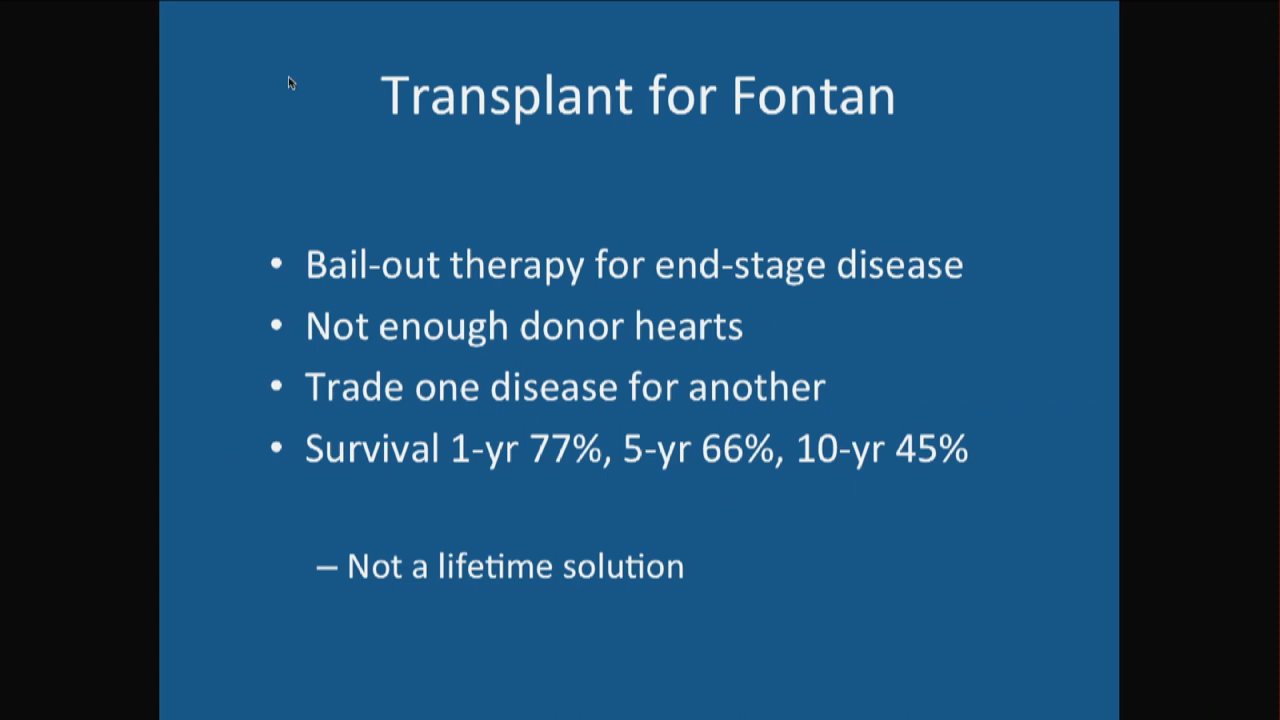 Transplant for Fontan
• Bail-out therapy for end-stage disease
• Not enough donor hearts
• Trade one disease for another
• Survival 1-yr 77%, 5-yr 66%, 10-yr 45%
– Not a lifetime solution